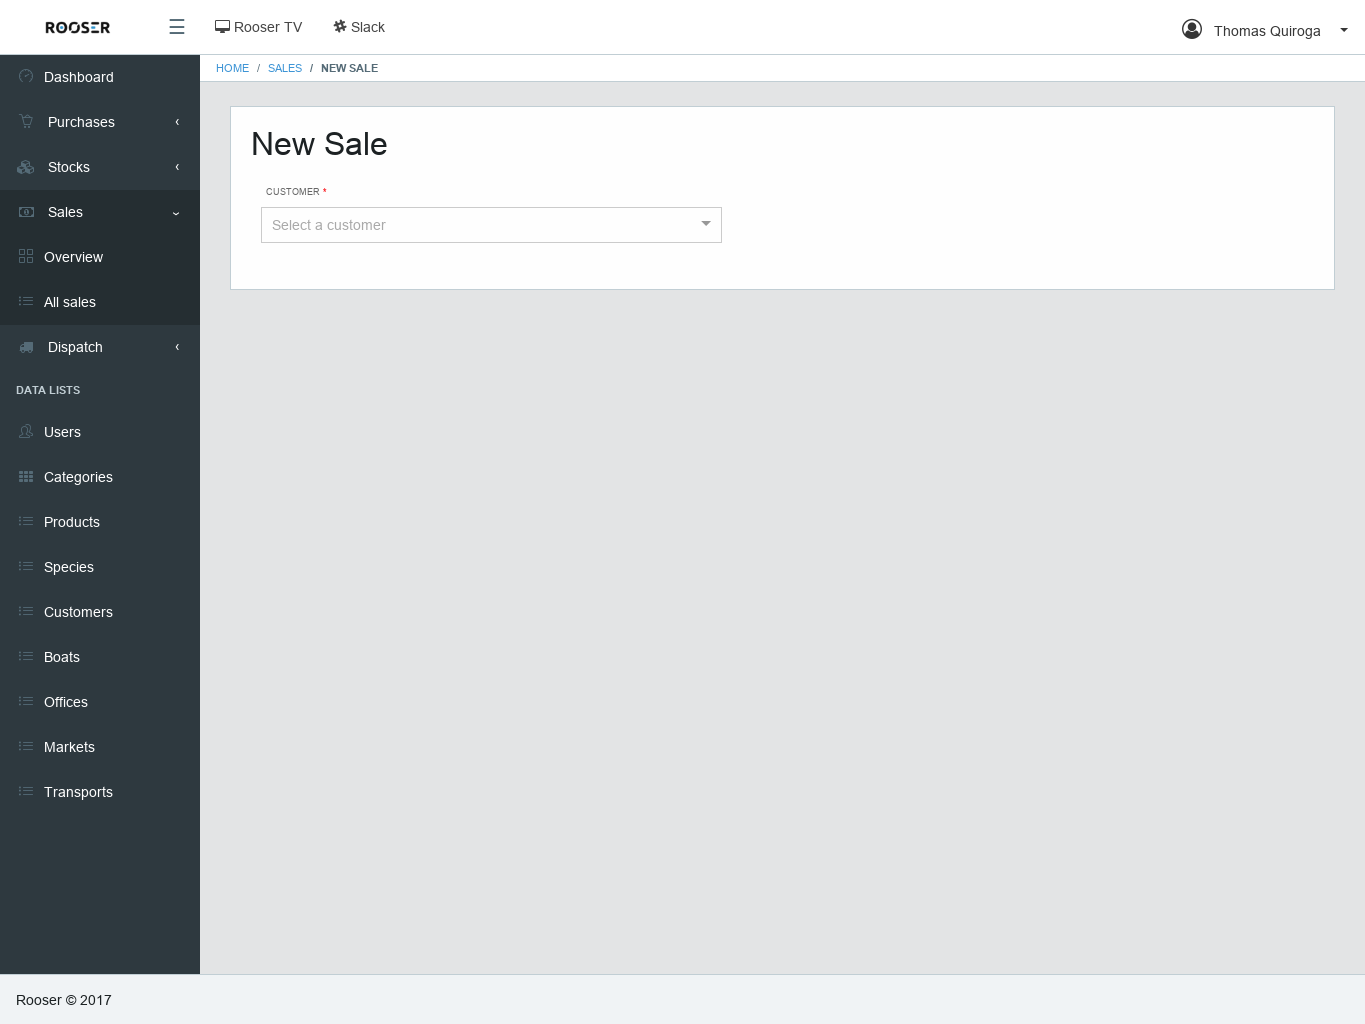 ROOSER
Rooser TV
Slack
Thomas Quiroga
HOME / SALES / NEW SALE
Dashboard
Purchases
Stocks
Sales
Overview
All sales
Dispatch
DATA LISTS
Users
Categories
Products
Species
Customers
Boats
Offices
Markets
Transports
New Sale
CUSTOMER *
Select a customer
Rooser © 2017